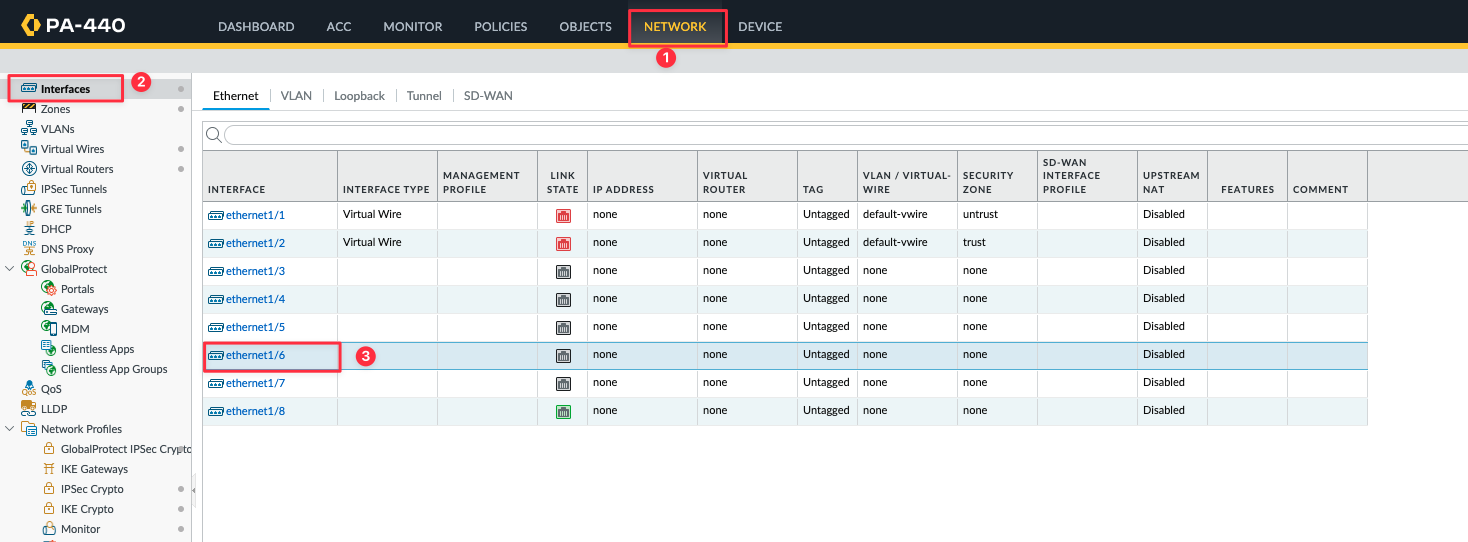 PA-440 DASHBOARD ACC MONITOR POLICIES OBJECTS NETWORK DEVICE
1
Interfaces
2
Zones
VLANs
Virtual Wires
Virtual Routers
IPSec Tunnels
GRE Tunnels
DHCP
DNS Proxy
GlobalProtect
Portals
Gateways
MDM
Clientless Apps
Clientless App Groups
QoS
LLDP
Network Profiles
GlobalProtect IPSec Crypto
IKE Gateways
IPSec Crypto
IKE Crypto
Monitor
Ethernet VLAN Loopback Tunnel SD-WAN
INTERFACE INTERFACE TYPE MANAGEMENT PROFILE LINK STATE IP ADDRESS VIRTUAL ROUTER TAG VLAN / VIRTUAL-WIRE SECURITY ZONE SD-WAN INTERFACE PROFILE UPSTREAM NAT FEATURES COMMENT
ethernet1/1 Virtual Wire none none Untagged default-vwire untrust Disabled
ethernet1/2 Virtual Wire none none Untagged default-vwire trust Disabled
ethernet1/3 none none Untagged none none Disabled
ethernet1/4 none none Untagged none none Disabled
ethernet1/5 none none Untagged none none Disabled
ethernet1/6 3 none none Untagged none none Disabled
ethernet1/7 none none Untagged none none Disabled
ethernet1/8 none none Untagged none none Disabled